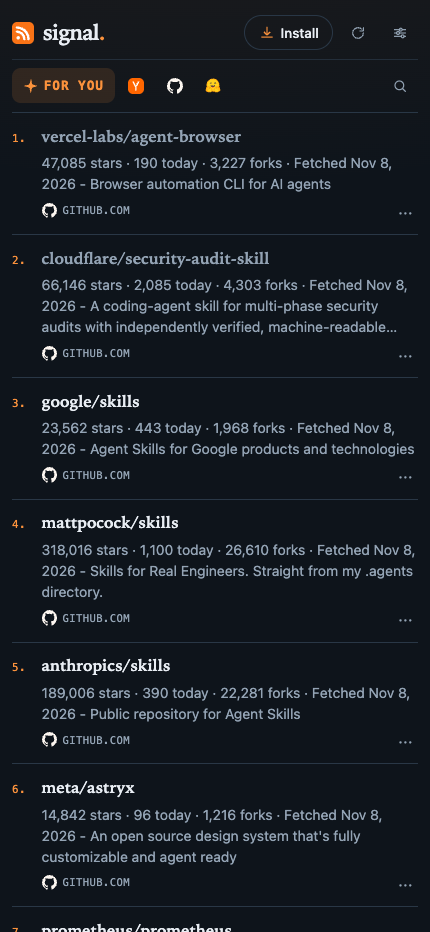 signal.
Install
FOR YOU
Y
1.
vercel-labs/agent-browser
47,085 stars · 190 today · 3,227 forks · Fetched Nov 8,
2026 - Browser automation CLI for AI agents
GITHUB.COM
...
2.
cloudflare/security-audit-skill
66,146 stars · 2,085 today · 4,303 forks · Fetched Nov 8,
2026 - A coding-agent skill for multi-phase security
audits with independently verified, machine-readable...
GITHUB.COM
...
3.
google/skills
23,562 stars · 443 today · 1,968 forks · Fetched Nov 8,
2026 - Agent Skills for Google products and technologies
GITHUB.COM
...
4.
mattpocock/skills
318,016 stars · 1,100 today · 26,610 forks · Fetched Nov 8,
2026 - Skills for Real Engineers. Straight from my .agents
directory.
GITHUB.COM
...
5.
anthropics/skills
189,006 stars · 390 today · 22,281 forks · Fetched Nov 8,
2026 - Public repository for Agent Skills
GITHUB.COM
...
6.
meta/astryx
14,842 stars · 96 today · 1,216 forks · Fetched Nov 8,
2026 - An open source design system that's fully
customizable and agent ready
GITHUB.COM
...
7.
prometheus/prometheus